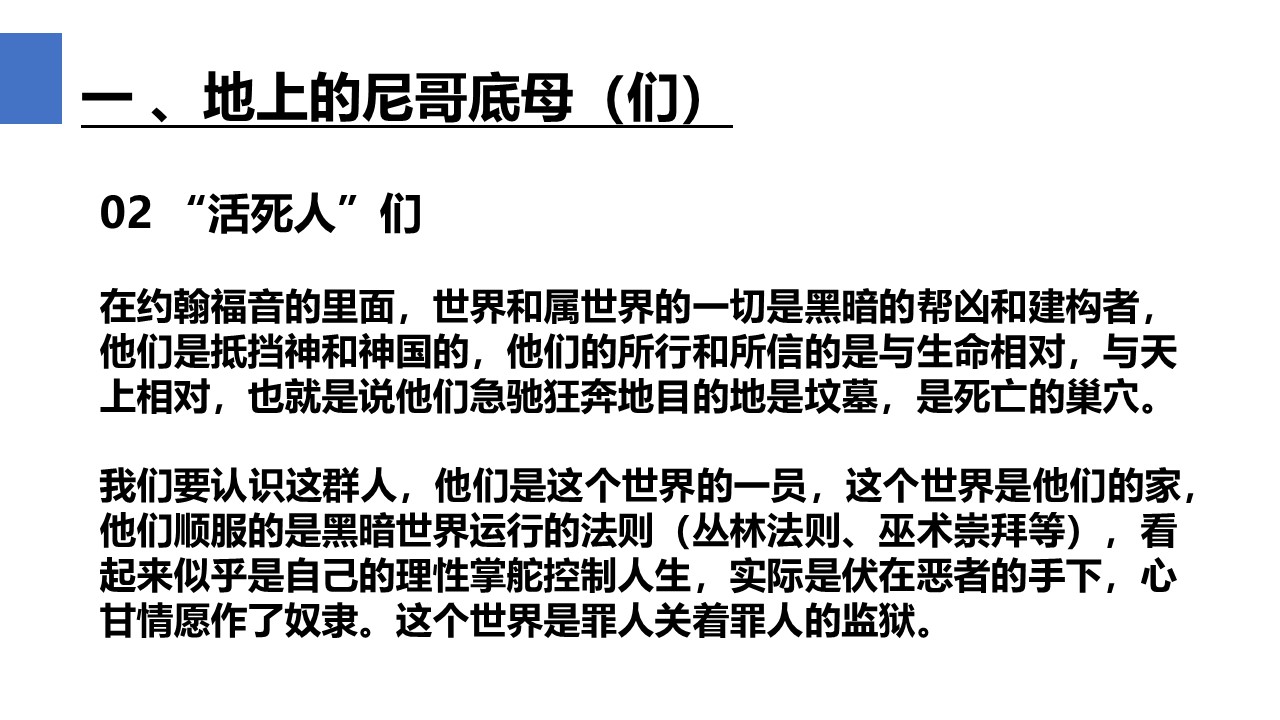 一 、地上的尼哥底母（们）
02 “活死人”们
在约翰福音的里面，世界和属世界的一切是黑暗的帮凶和建构者，
他们是抵挡神和神国的，他们的所行和所信的是与生命相对，与天
上相对，也就是说他们急驰狂奔地目的地是坟墓，是死亡的巢穴。
我们要认识这群人，他们是这个世界的一员，这个世界是他们的家，
他们顺服的是黑暗世界运行的法则（丛林法则、巫术崇拜等），看
起来似乎是自己的理性掌舵控制人生，实际是伏在恶者的手下，心
甘情愿作了奴隶。这个世界是罪人关着罪人的监狱。